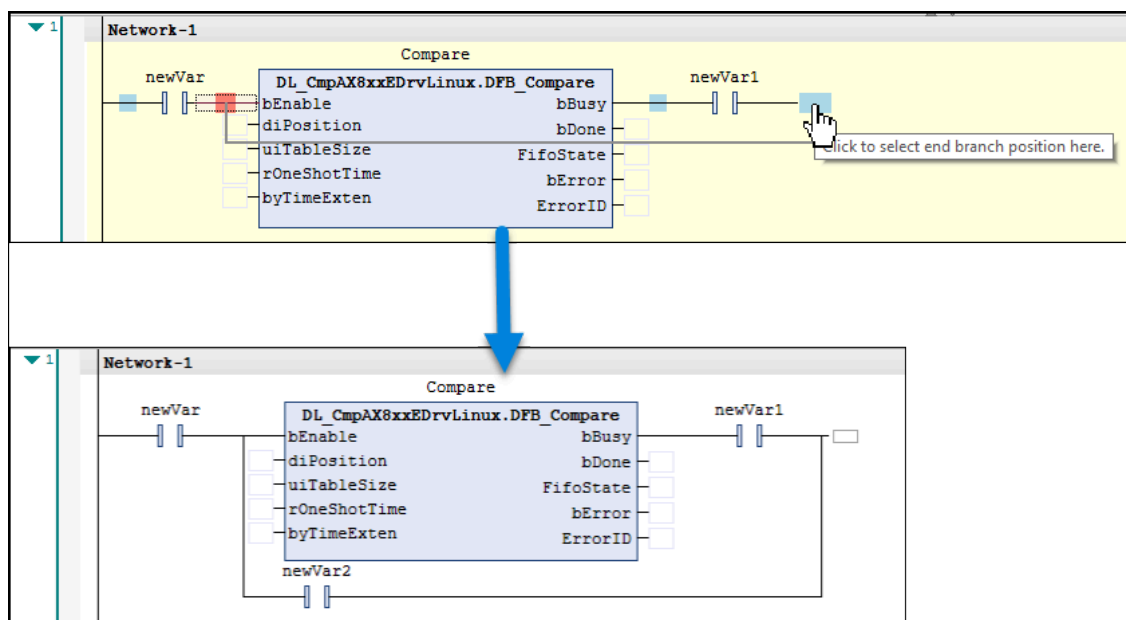 1
Network-1
Compare
newVar
DL_CmpAX8xxEDrvLinux.DFB_Compare
newVar1
bEnable
bBusy
diPosition
bDone
uiTableSize
FifoState
rOneShotTime
bError
byTimeExten
ErrorID
Click to select end branch position here.
1
Network-1
Compare
newVar
DL_CmpAX8xxEDrvLinux.DFB_Compare
newVar1
bEnable
bBusy
diPosition
bDone
uiTableSize
FifoState
rOneShotTime
bError
byTimeExten
ErrorID
newVar2